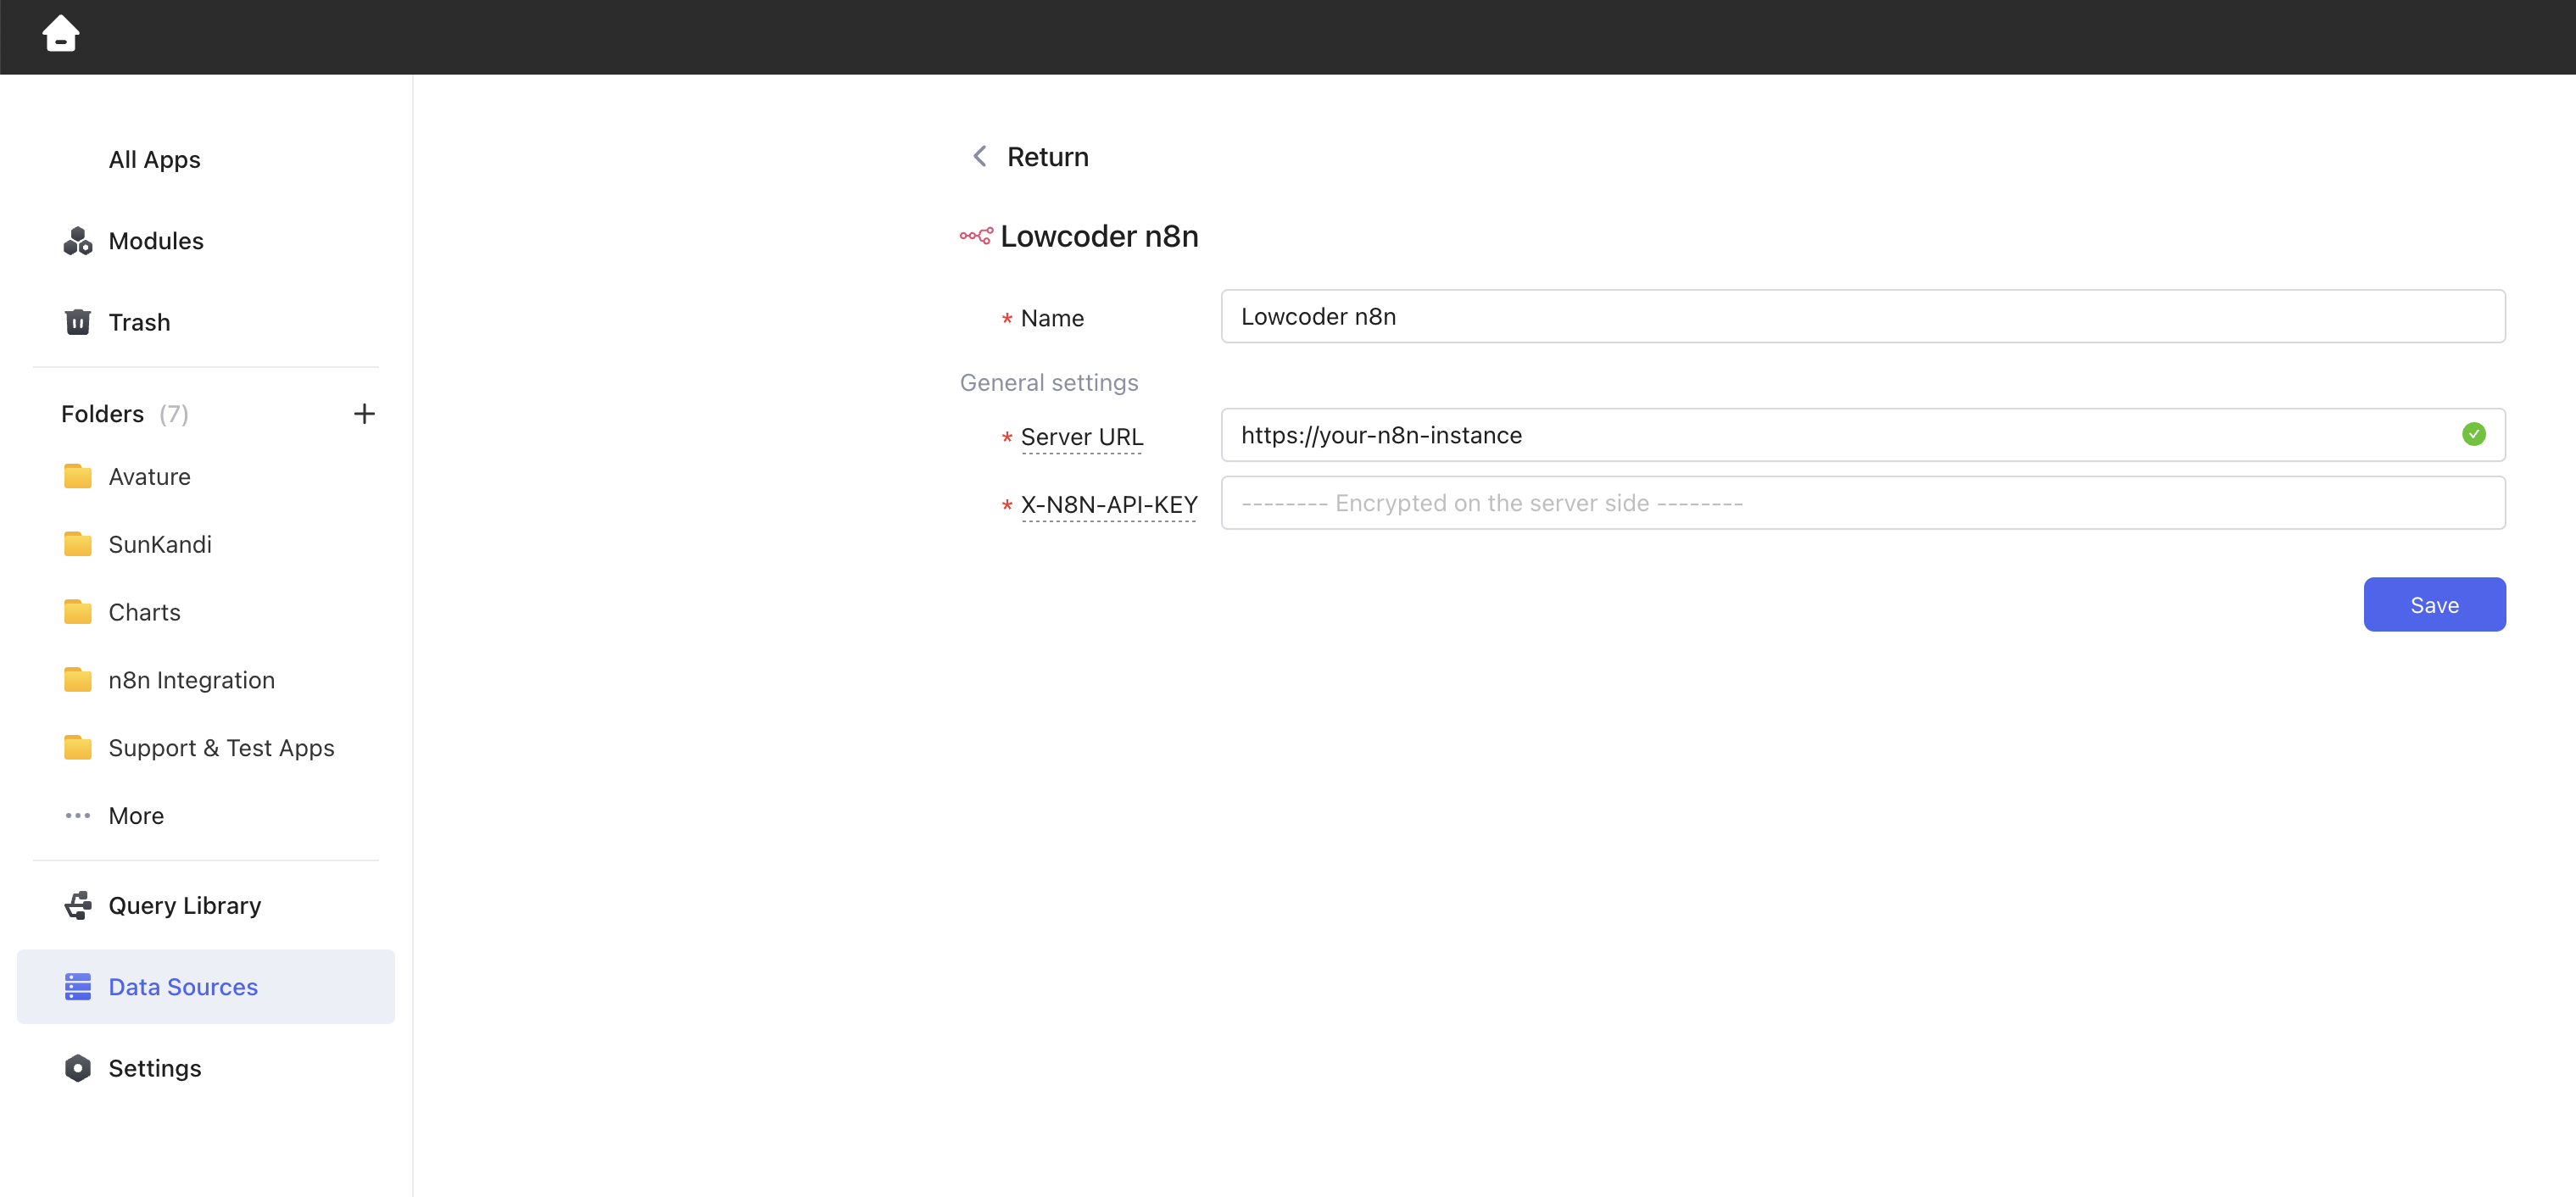 All Apps
Modules
Trash
Folders (7)
Avature
SunKandi
Charts
n8n Integration
Support & Test Apps
More
Query Library
Data Sources
Settings
Return
Lowcoder n8n
* Name
Lowcoder n8n
General settings
* Server URL
https://your-n8n-instance
* X-N8N-API-KEY
-------- Encrypted on the server side --------
Save